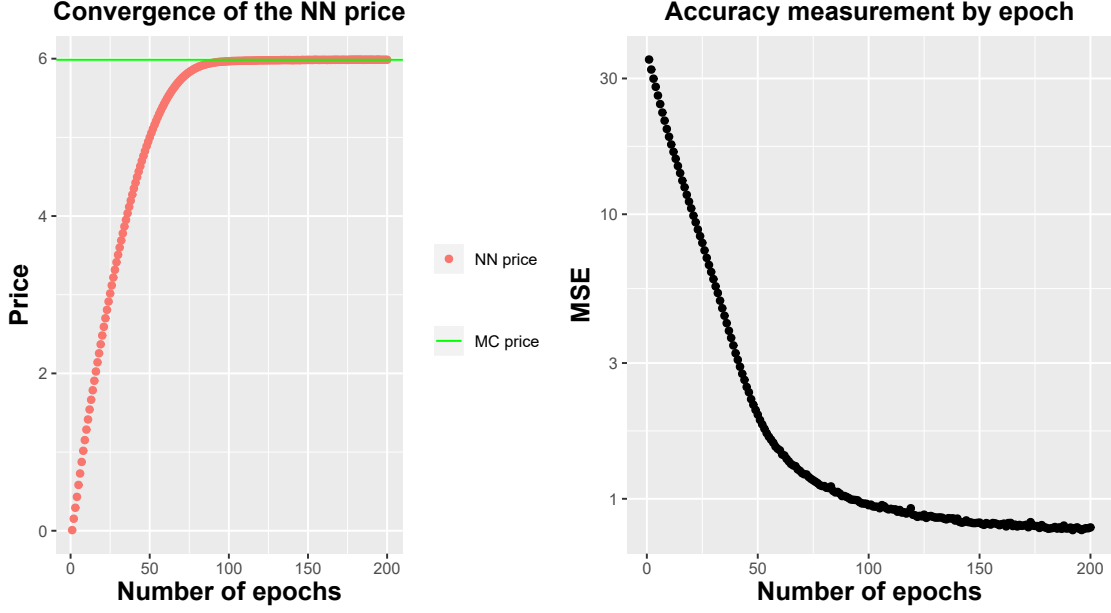 Convergence of the NN price
6
4
2
0
Price
0 50 100 150 200
Number of epochs
NN price
MC price
Accuracy measurement by epoch
30
10
3
1
MSE
0 50 100 150 200
Number of epochs